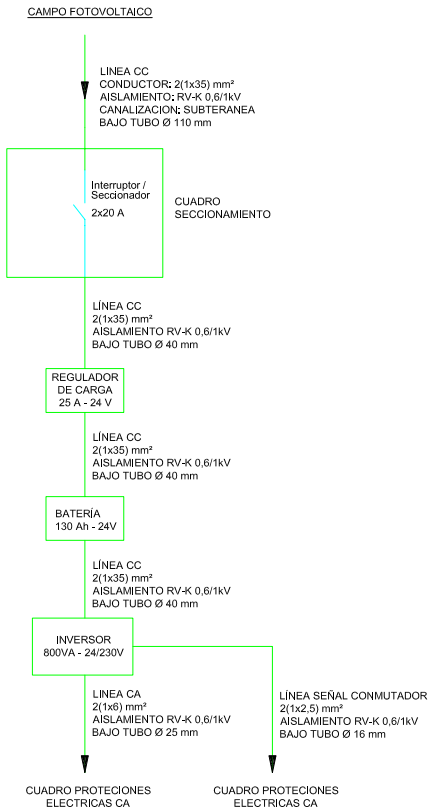 CAMPO FOTOVOLTAICO
LINEA CC
CONDUCTOR: 2(1x35) mm²
AISLAMIENTO: RV-K 0,6/1kV
CANALIZACION: SUBTERANEA
BAJO TUBO Ø 110 mm
Interruptor /
Seccionador
2x20 A
CUADRO
SECCIONAMIENTO
LÍNEA CC
2(1x35) mm²
AISLAMIENTO RV-K 0,6/1kV
BAJO TUBO Ø 40 mm
REGULADOR
DE CARGA
25 A - 24 V
LÍNEA CC
2(1x35) mm²
AISLAMIENTO RV-K 0,6/1kV
BAJO TUBO Ø 40 mm
BATERÍA
130 Ah - 24V
LÍNEA CC
2(1x35) mm²
AISLAMIENTO RV-K 0,6/1kV
BAJO TUBO Ø 40 mm
INVERSOR
800VA - 24/230V
LINEA CA
2(1x6) mm²
AISLAMIENTO RV-K 0,6/1kV
BAJO TUBO Ø 25 mm
LÍNEA SEÑAL CONMUTADOR
2(1x2,5) mm²
AISLAMIENTO RV-K 0,6/1kV
BAJO TUBO Ø 16 mm
CUADRO PROTECIONES
ELECTRICAS CA
CUADRO PROTECIONES
ELECTRICAS CA